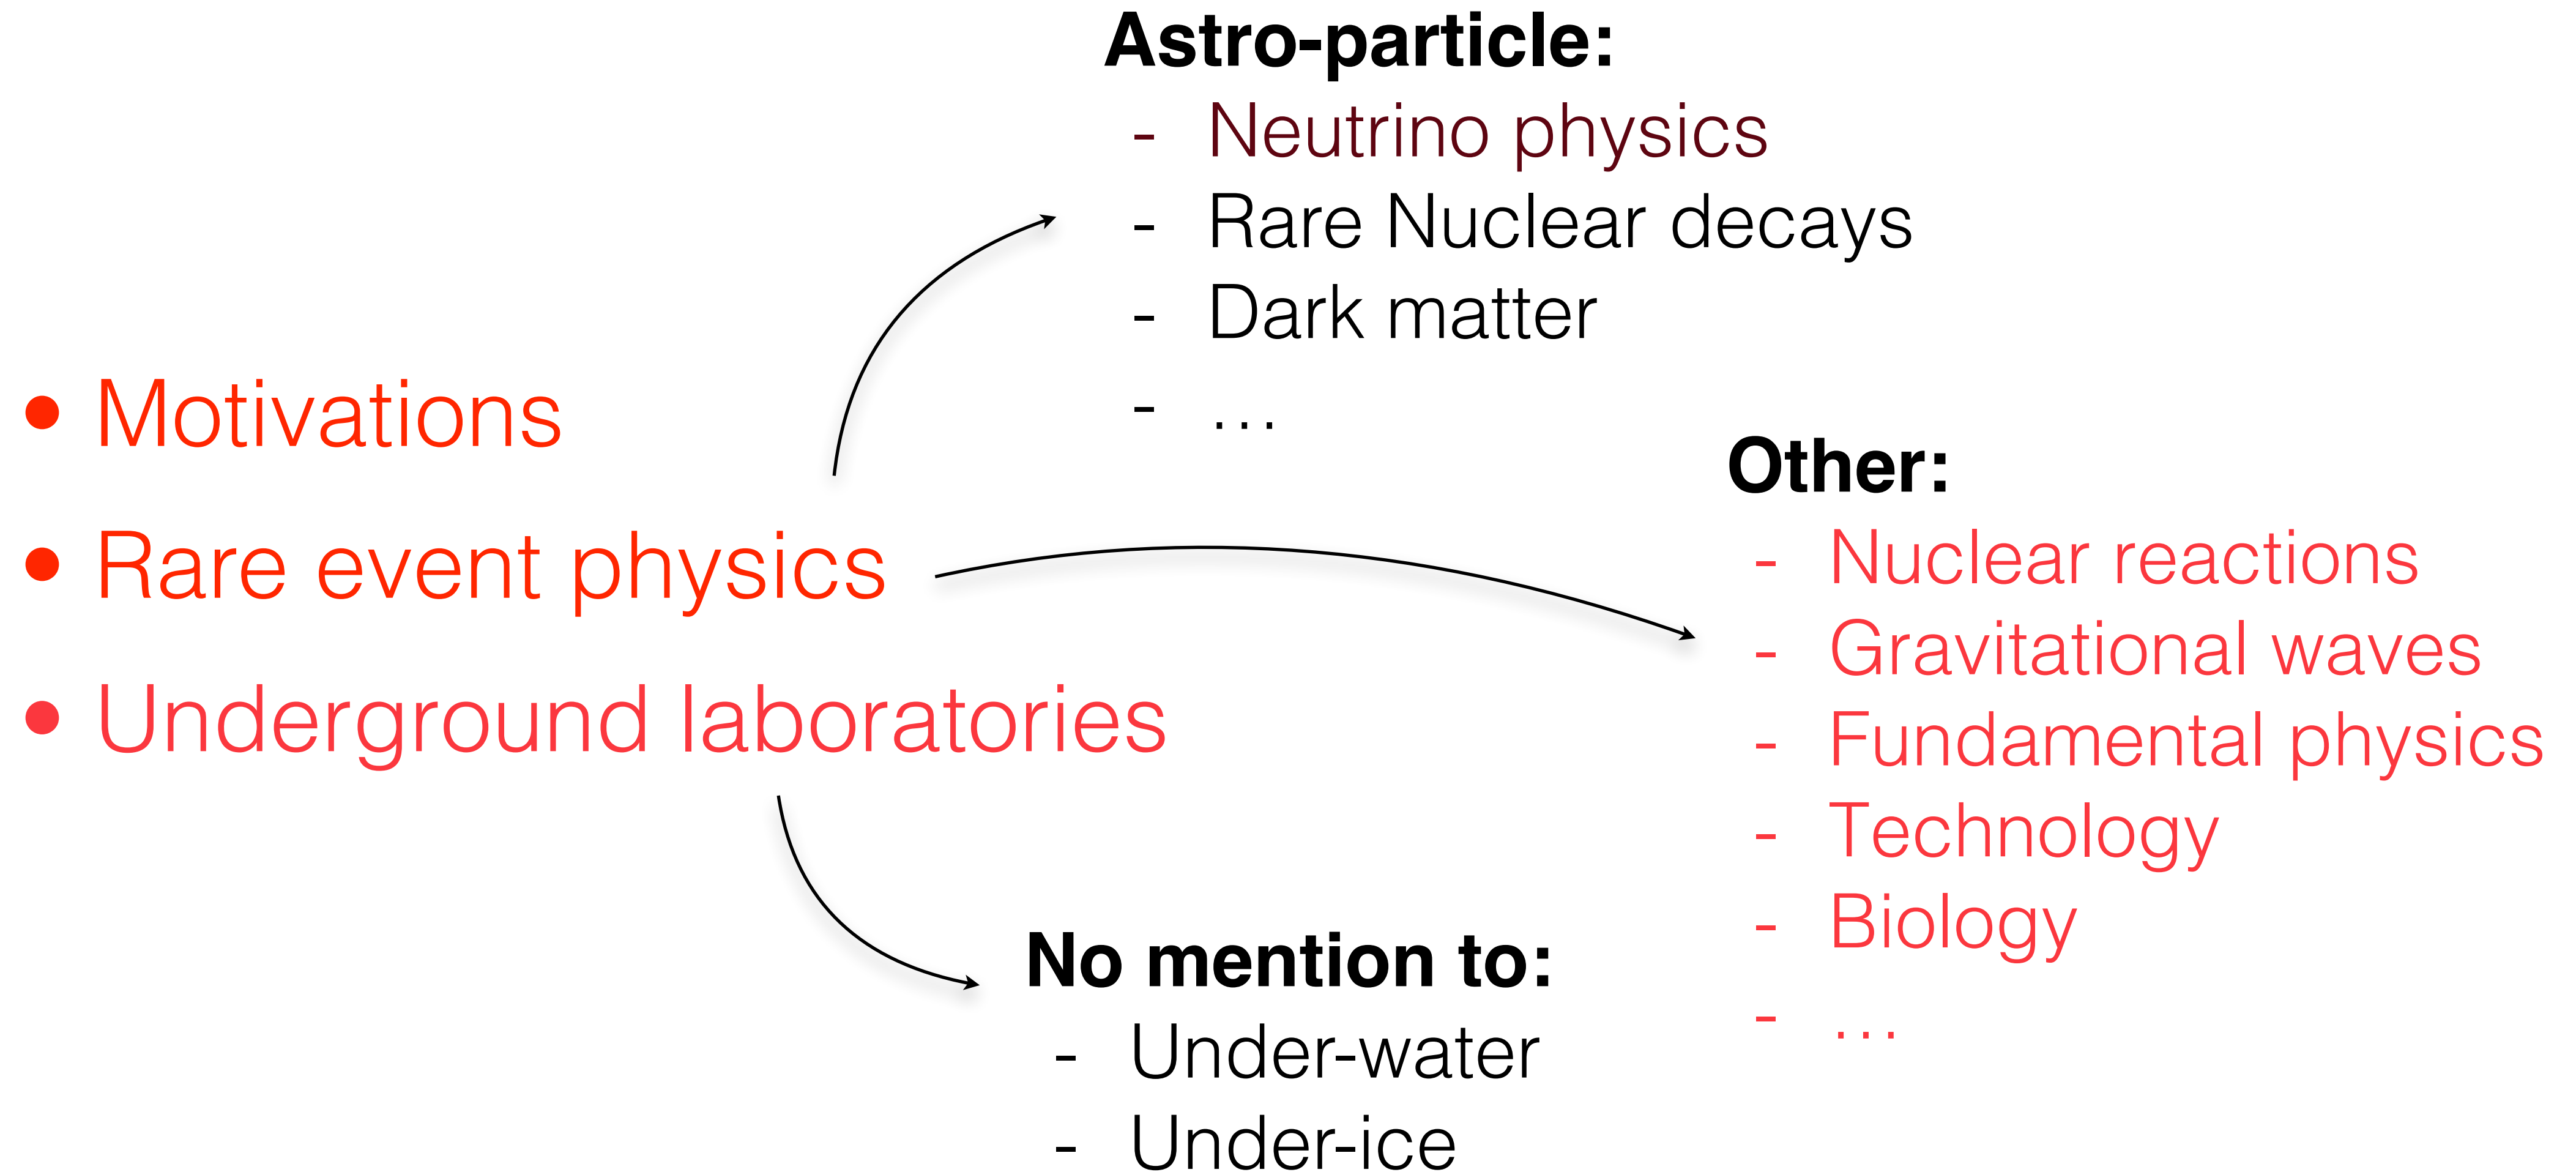 • Motivations
• Rare event physics
• Underground laboratories
Astro-particle:
- Neutrino physics
- Rare Nuclear decays
- Dark matter
- …
Other:
- Nuclear reactions
- Gravitational waves
- Fundamental physics
- Technology
- Biology
- …
No mention to:
- Under-water
- Under-ice